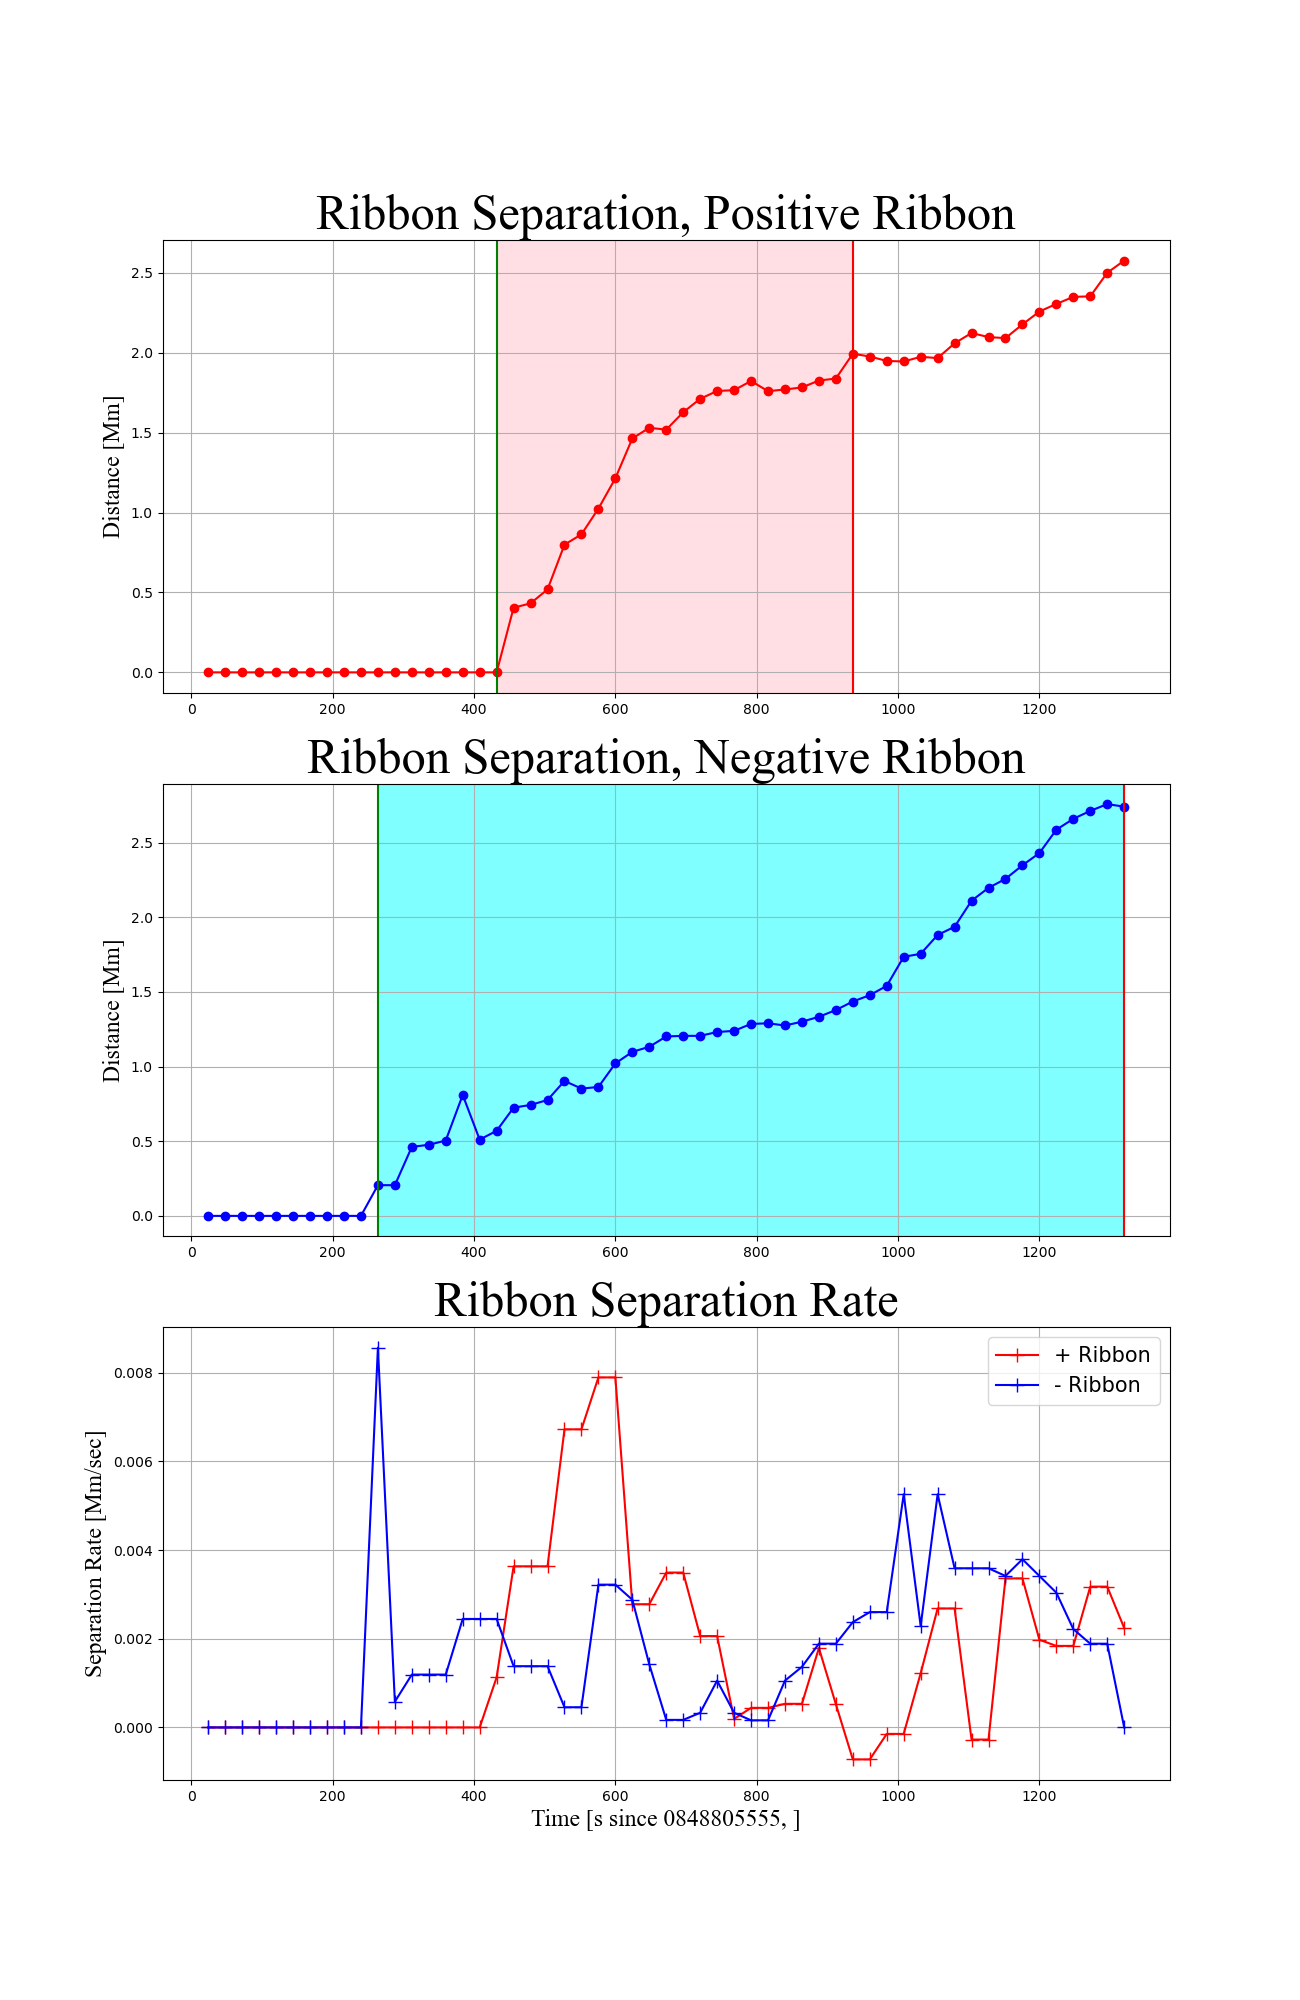 Ribbon Separation, Positive Ribbon
2.5
2.0
1.5
1.0
0.5
0.0
Distance [Mm]
0 200 400 600 800 1000 1200
Ribbon Separation, Negative Ribbon
2.5
2.0
1.5
1.0
0.5
0.0
Distance [Mm]
0 200 400 600 800 1000 1200
Ribbon Separation Rate
+ Ribbon
- Ribbon
0.008
0.006
0.004
0.002
0.000
Separation Rate [Mm/sec]
0 200 400 600 800 1000 1200
Time [s since 0848805555, ]